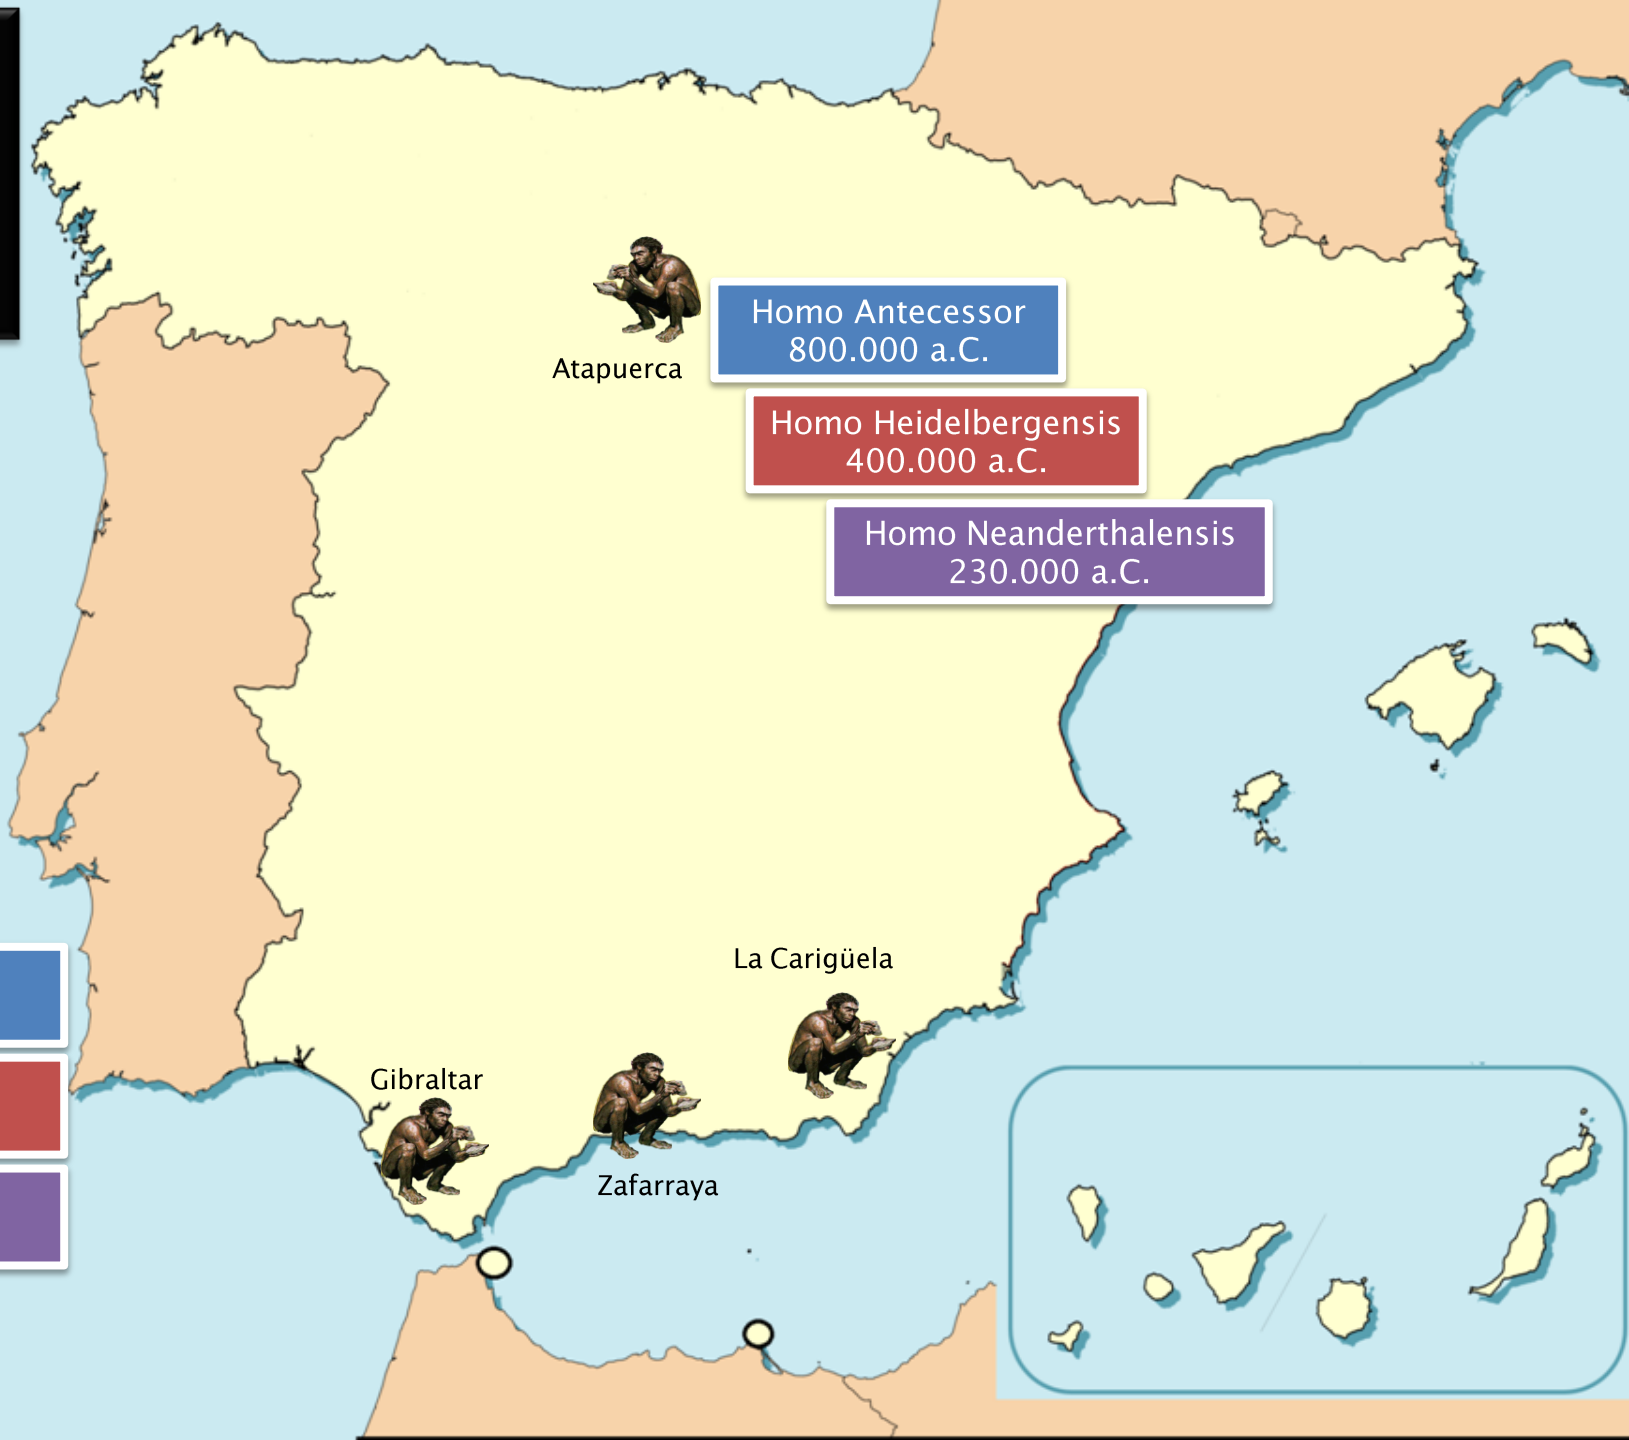 Homo Antecessor
800.000 a.C.
Atapuerca
Homo Heidelbergensis
400.000 a.C.
Homo Neanderthalensis
230.000 a.C.
La Carigüela
Gibraltar
Zafarraya